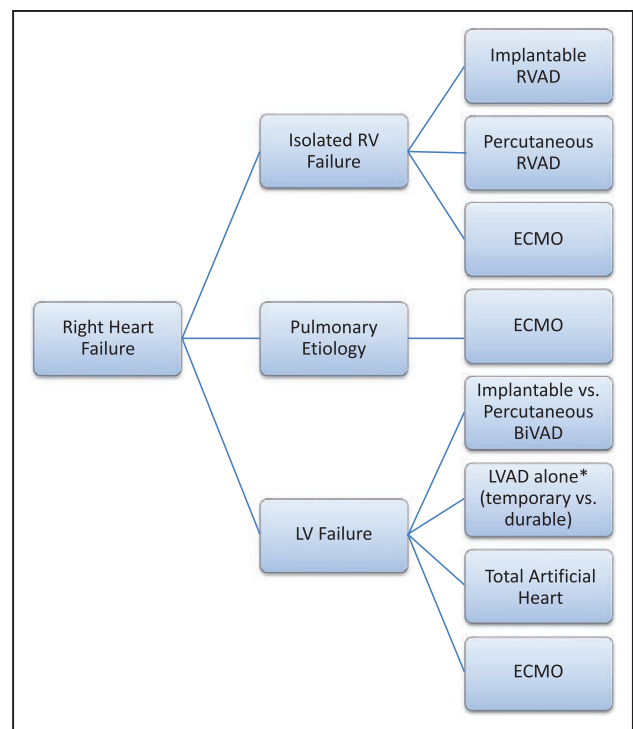 Implantable
RVAD
Isolated RV
Failure
Percutaneous
RVAD
ECMO
Right Heart
Failure
Pulmonary
Etiology
ECMO
Implantable vs.
Percutaneous
BiVAD
LV Failure
LVAD alone*
(temporary vs.
durable)
Total Artificial
Heart
ECMO